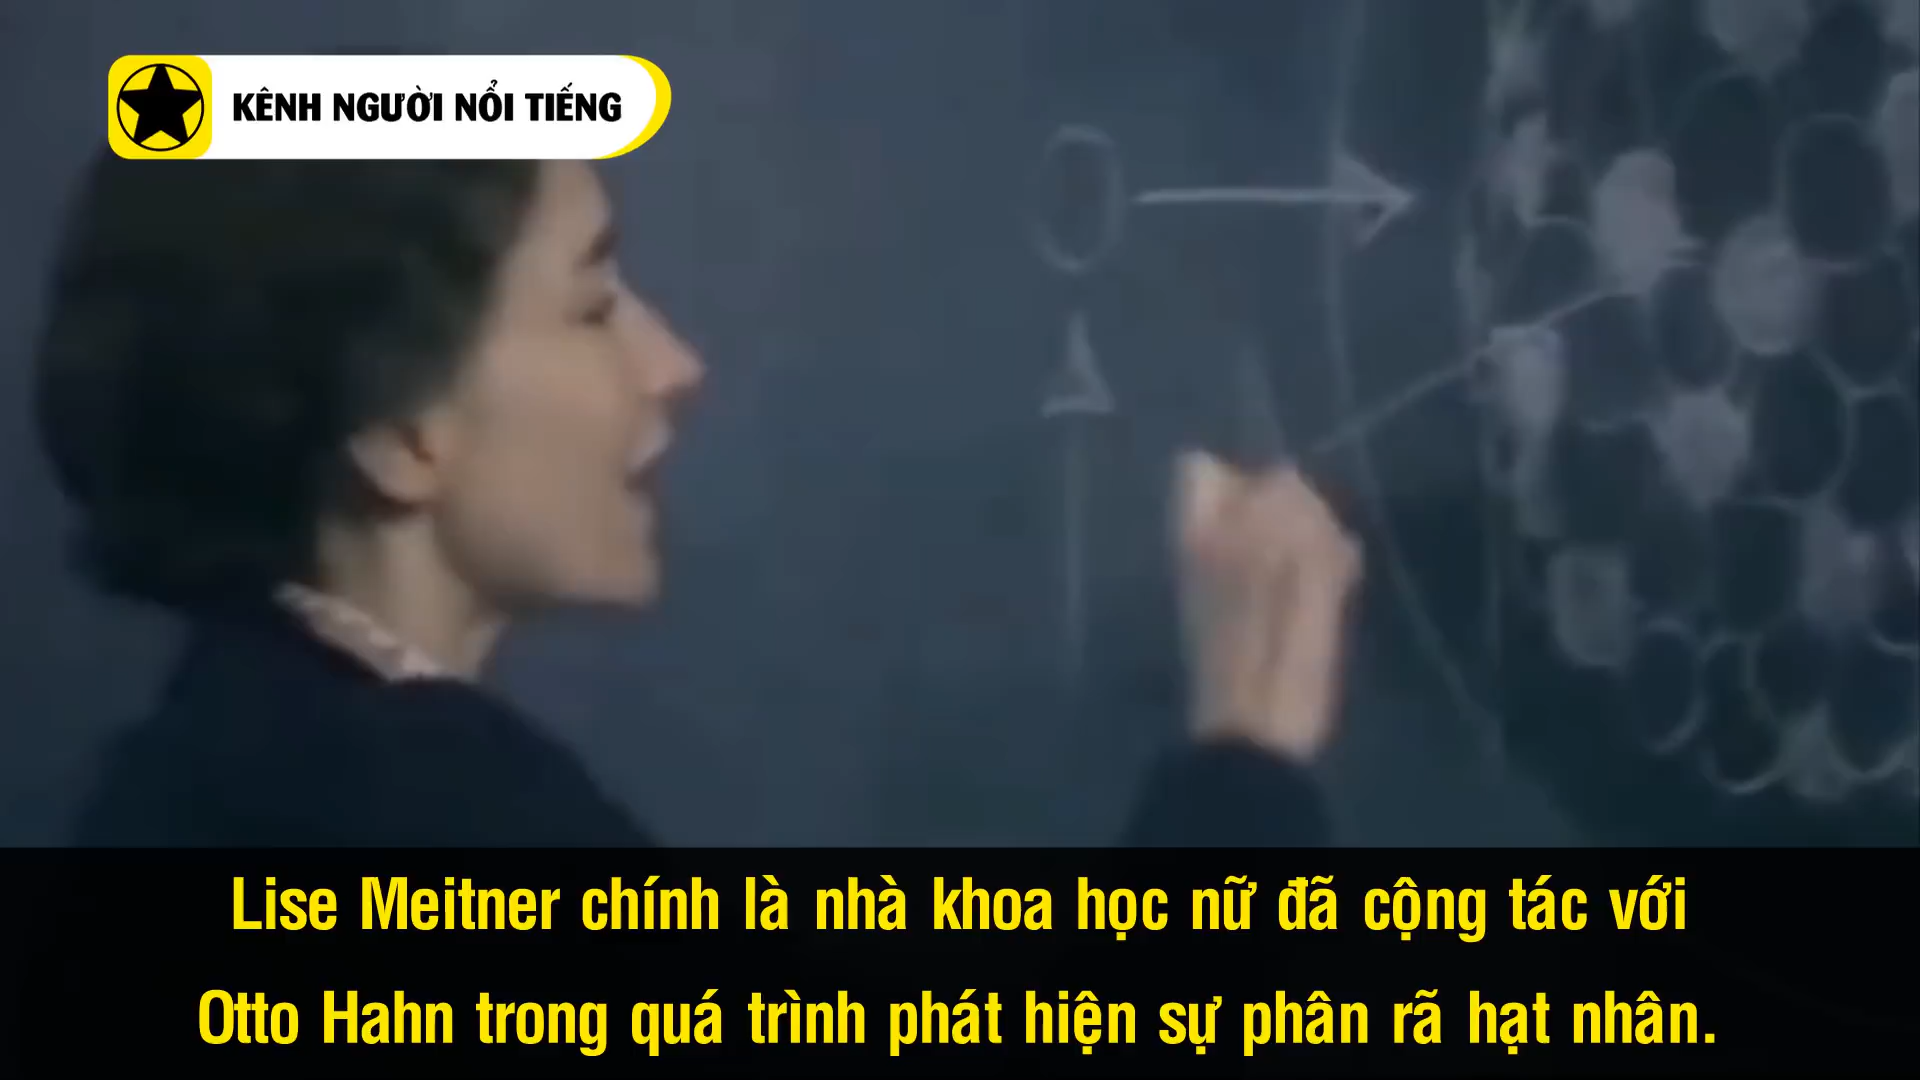 KÊNH NGƯỜI NỔI TIẾNG
Lise Meitner chính là nhà khoa học nữ đã cộng tác với
Otto Hahn trong quá trình phát hiện sự phân rã hạt nhân.